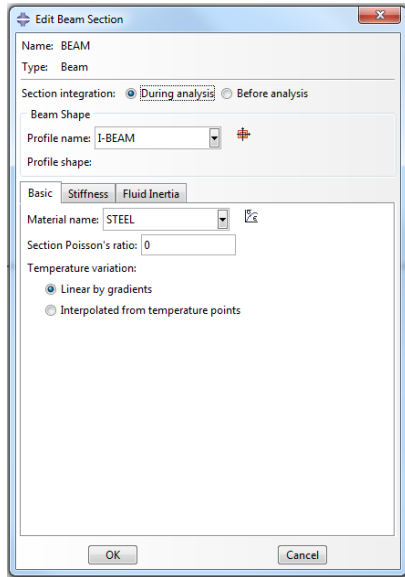 Edit Beam Section
Name: BEAM
Type: Beam
Section integration: During analysis Before analysis
Beam Shape
Profile name: I-BEAM
Profile shape:
Basic Stiffness Fluid Inertia
Material name: STEEL
Section Poisson's ratio: 0
Temperature variation:
Linear by gradients
Interpolated from temperature points
OK Cancel